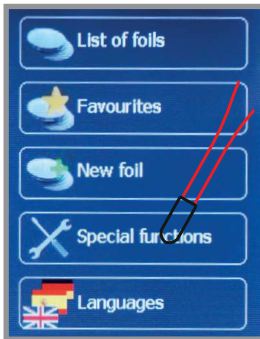 List of foils
Favourites
New foil
Special functions
Languages